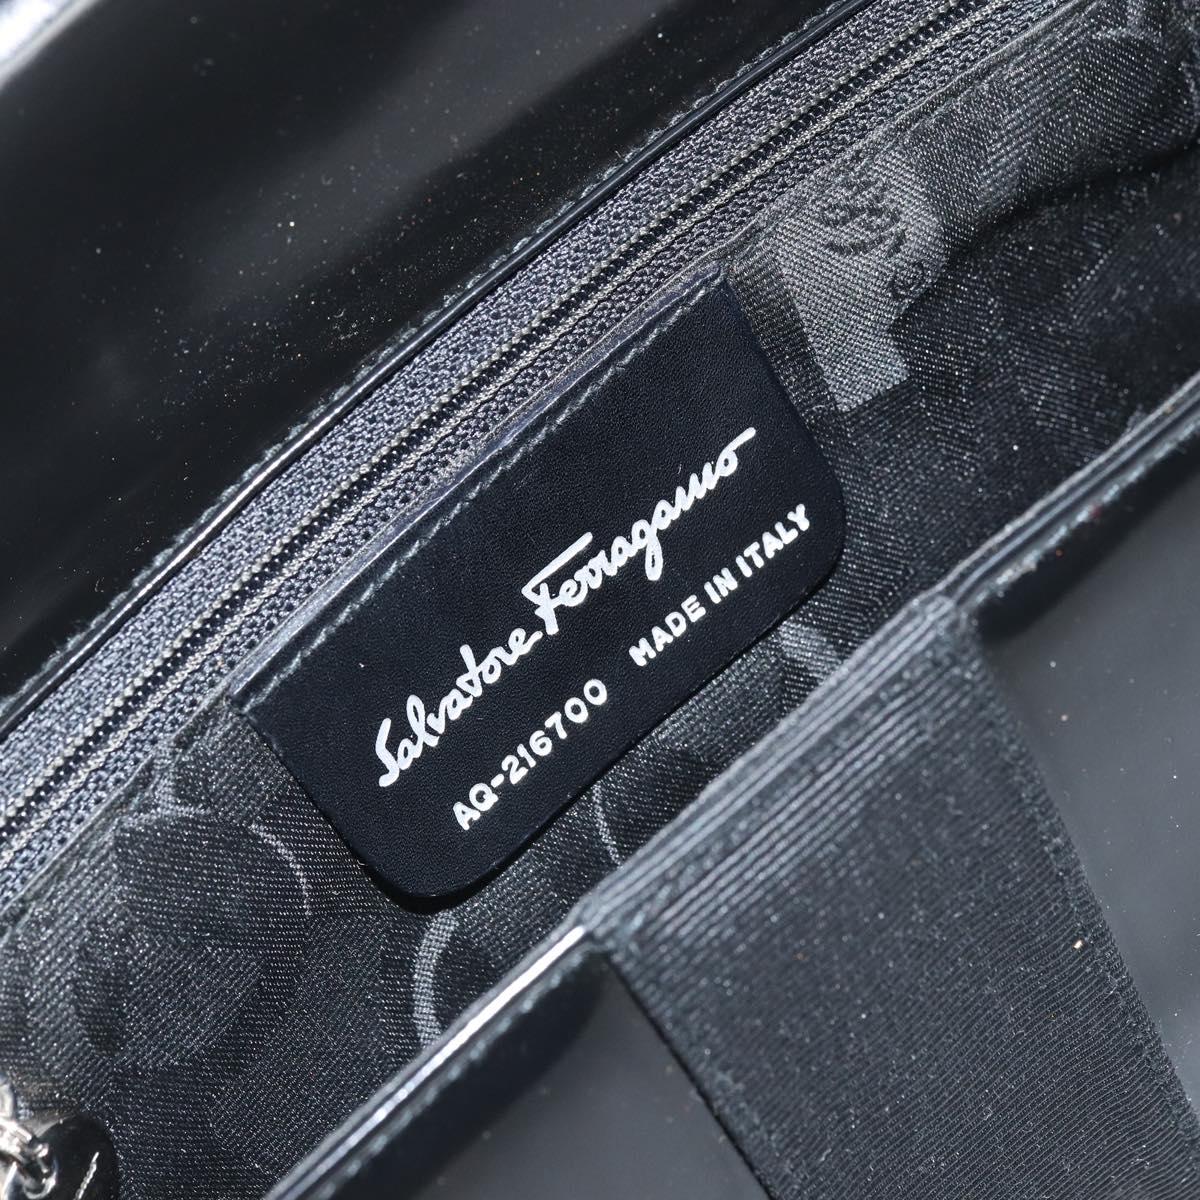 Salvatore Ferragamo
AQ-216700 MADE IN ITALY